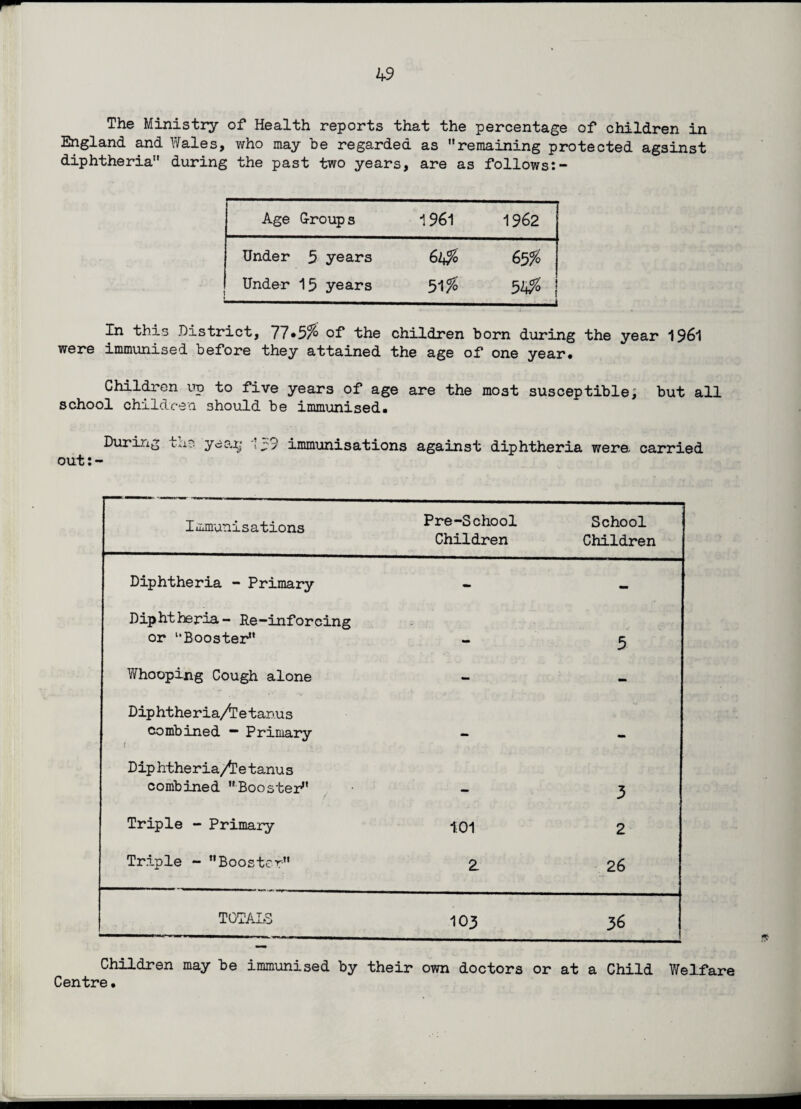 49
The Ministry of Health reports that the percentage of children in
England and Wales, who may be regarded as "remaining protected agsinst
diphtheria" during the past two years, are as follows:-
Age Groups 1961 1962
Under 5 years 64% 65%
Under 15 years 51% 54%
In this District, 77.5% of the children born during the year 1961
were immunised before they attained the age of one year.
Children up to five years of age are the most susceptible; but all
school children should be immunised.
During the year 139 immunisations against diphtheria were carried
out:-
Immunisations Pre-School School
Children Children
Diphtheria - Primary - -
Diphtheria- Re-inforcing
or "Booster" - 5
Whooping Cough alone - -
Diphtheria/Tetanus
combined - Primary - -
Diphtheria/Tetanus
combined "Booster" - 3
Triple - Primary 101 2
Triple - "Booster" 2 26
TOTALS 103 36
Children may be immunised by their own doctors or at a Child Welfare
Centre.